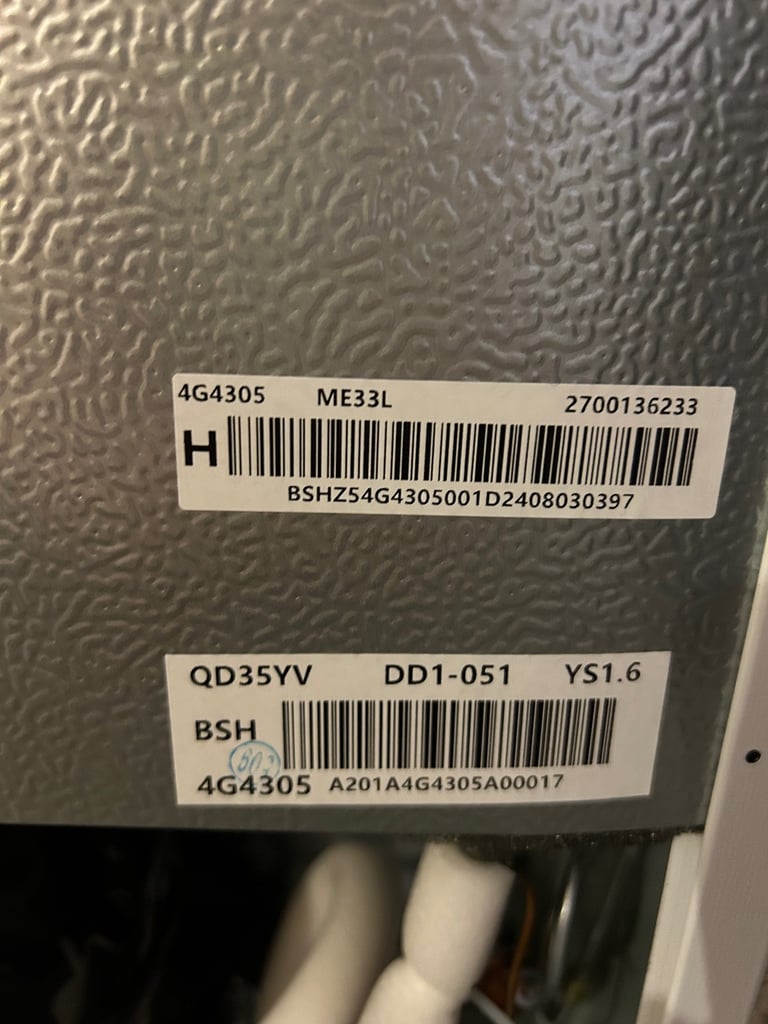 4G4305 ME33L 2700136233
H
BSHZ54G4305001D2408030397
QD35YV DD1-051 YS1.6
BSH
4G4305 A201A4G4305A00017